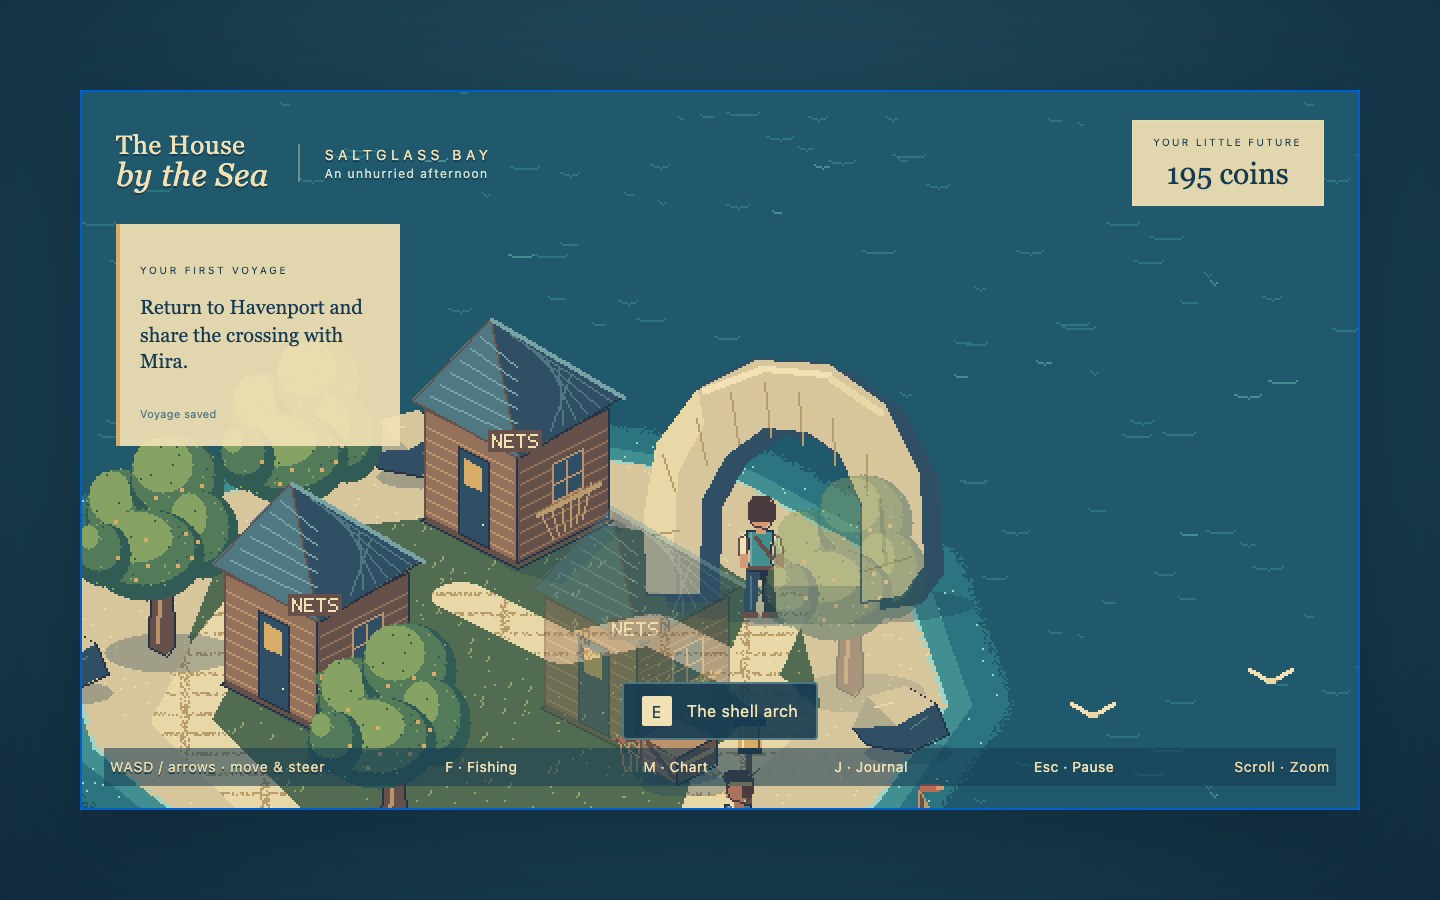 The House
by the Sea
SALTGLASS BAY
An unhurried afternoon
YOUR LITTLE FUTURE
195 coins
YOUR FIRST VOYAGE
Return to Havenport and
share the crossing with
Mira.
Voyage saved
NETS
NETS
NETS
E The shell arch
WASD / arrows · move & steer F · Fishing M · Chart J · Journal Esc · Pause Scroll · Zoom